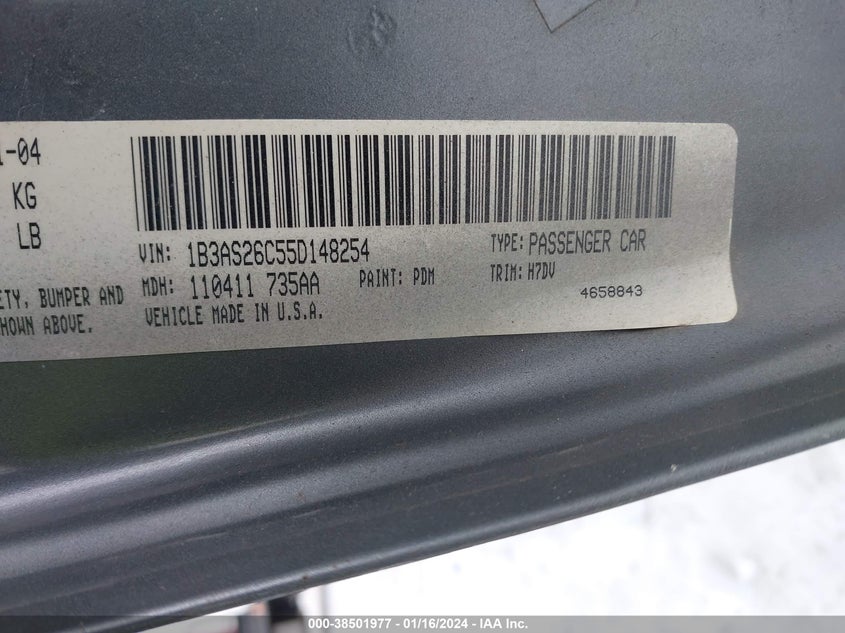 1-04
KG
LB
VIN: 1B3AS26C55D148254
TYPE: PASSENGER CAR
MDH: 110411 735AA
PAINT: PDM
TRIM: H7DV
ETY, BUMPER AND
VEHICLE MADE IN U.S.A.
4658843
HOWN ABOVE.
000-38501977 - 01/16/2024 - IAA Inc.